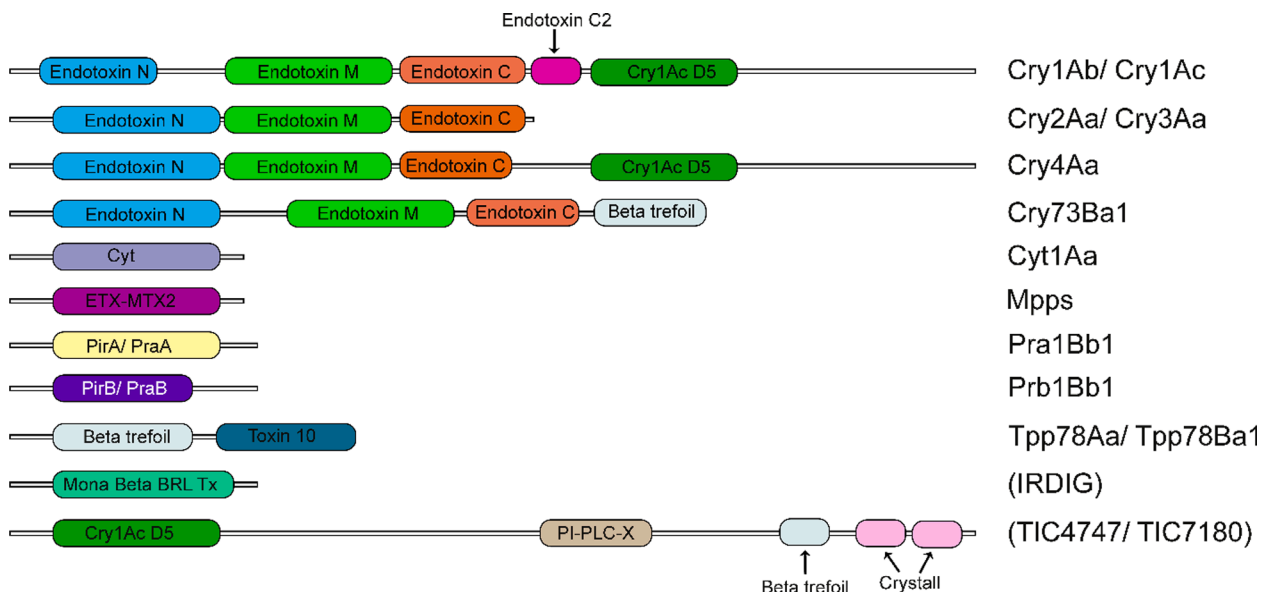 Endotoxin C2
Endotoxin N Endotoxin M Endotoxin C Cry1Ac D5 Cry1Ab/ Cry1Ac
Endotoxin N Endotoxin M Endotoxin C Cry2Aa/ Cry3Aa
Endotoxin N Endotoxin M Endotoxin C Cry1Ac D5 Cry4Aa
Endotoxin N Endotoxin M Endotoxin C Beta trefoil Cry73Ba1
Cyt Cyt1Aa
ETX-MTX2 Mpps
PirA/ PraA Pra1Bb1
PirB/ PraB Prb1Bb1
Beta trefoil Toxin 10 Tpp78Aa/ Tpp78Ba1
Mona Beta BRL Tx (IRDIG)
Cry1Ac D5 PI-PLC-X (TIC4747/ TIC7180)
Beta trefoil Crystall